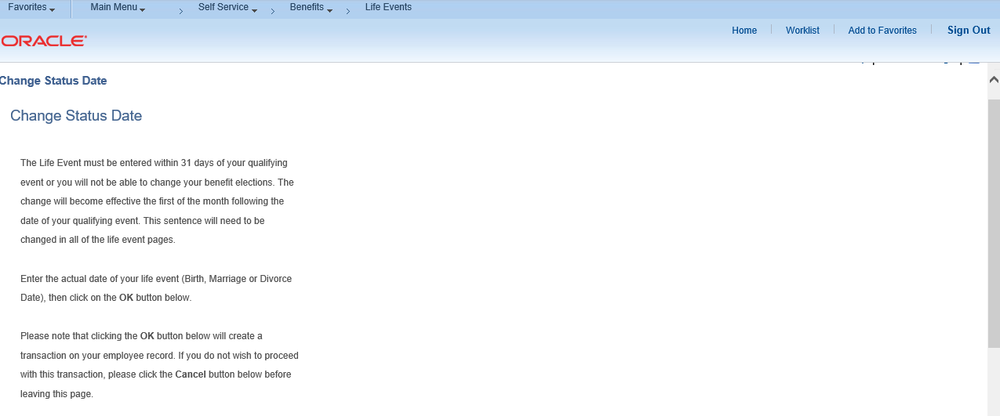 Favorites Main Menu Self Service Benefits Life Events
ORACLE
Home Worklist Add to Favorites Sign Out
Change Status Date
Change Status Date
The Life Event must be entered within 31 days of your qualifying
event or you will not be able to change your benefit elections. The
change will become effective the first of the month following the
date of your qualifying event. This sentence will need to be
changed in all of the life event pages.
Enter the actual date of your life event (Birth, Marriage or Divorce
Date), then click on the OK button below.
Please note that clicking the OK button below will create a
transaction on your employee record. If you do not wish to proceed
with this transaction, please click the Cancel button below before
leaving this page.